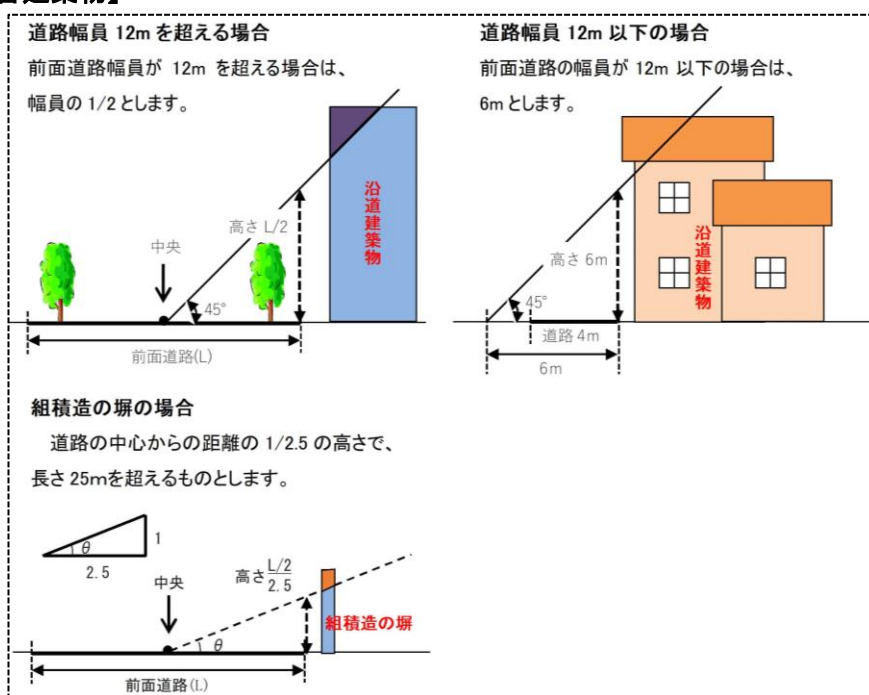 道路幅員 12m を超える場合
前面道路幅員が 12m を超える場合は、
幅員の 1/2 とします。
沿道建築物
高さ L/2
中央
45°
前面道路(L)
道路幅員 12m 以下の場合
前面道路の幅員が 12m 以下の場合は、
6m とします。
沿道建築物
高さ 6m
45°
道路 4m
6m
組積造の塀の場合
道路の中心からの距離の 1/2.5 の高さで、
長さ 25mを超えるものとします。
θ
1
2.5
中央
高さ L/2
2.5
組積造の塀
θ
前面道路(L)